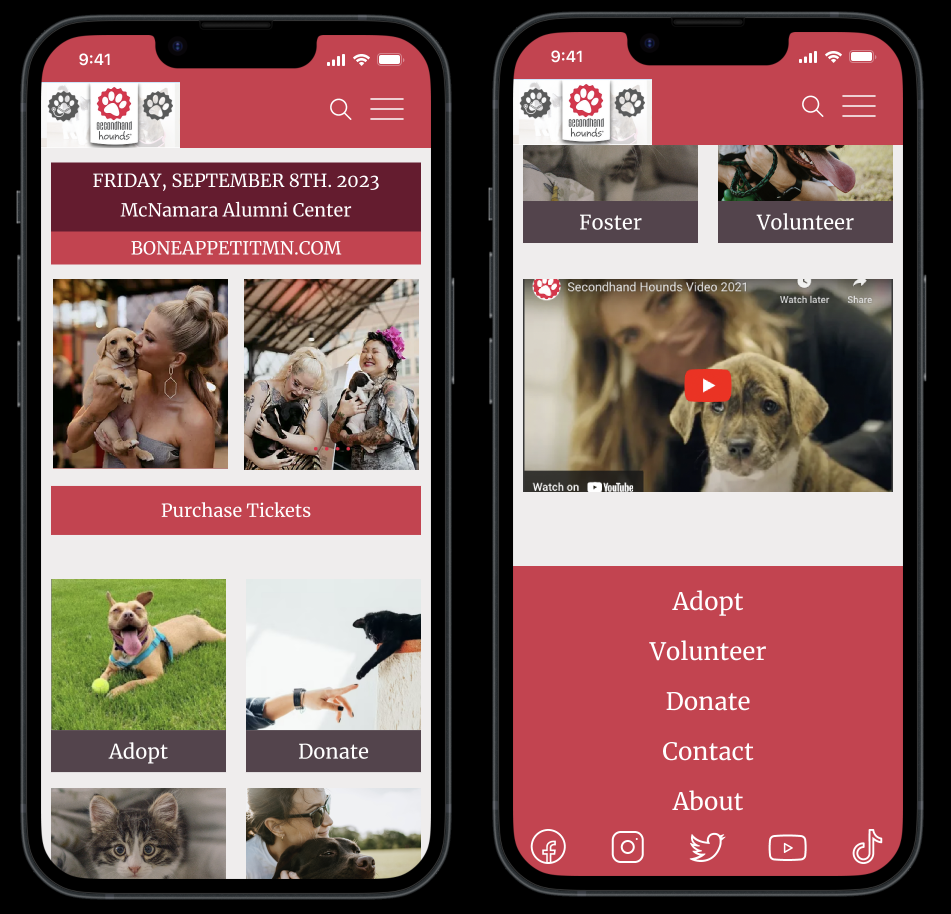 9:41
secondhand
hounds
FRIDAY, SEPTEMBER 8TH. 2023
McNamara Alumni Center
BONEAPPETITMN.COM
Purchase Tickets
Adopt
Donate
9:41
secondhand
hounds
Foster
Volunteer
Secondhand Hounds Video 2021
Watch later
Share
Watch on
YouTube
Adopt
Volunteer
Donate
Contact
About